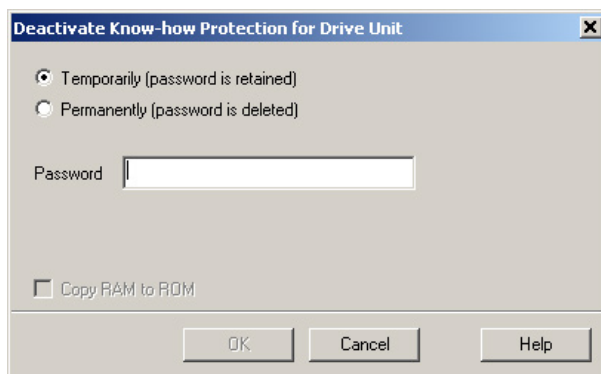 Deactivate Know-how Protection for Drive Unit
Temporarily (password is retained)
Permanently (password is deleted)
Password
Copy RAM to ROM
OK
Cancel
Help